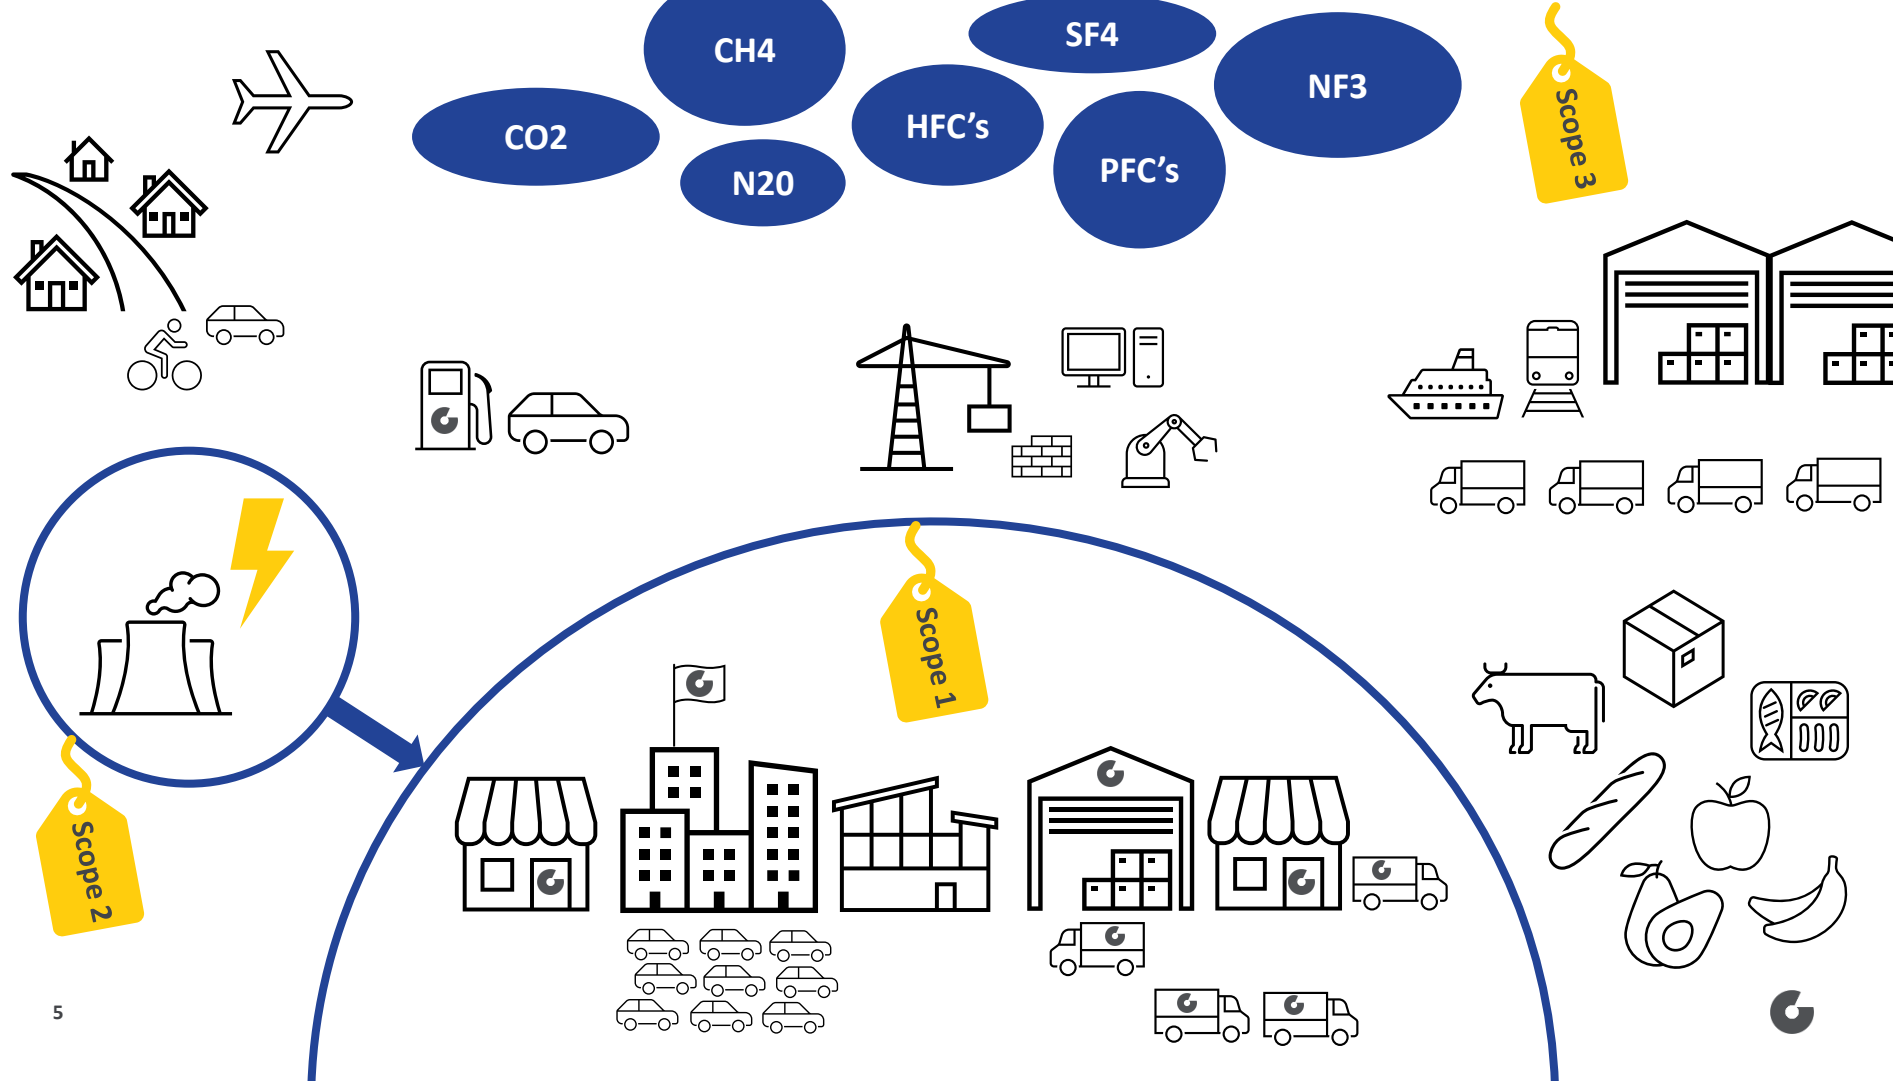 CH4
SF4
NF3
CO2
HFC's
N20
PFC's
Scope 3
Scope 1
Scope 2
5